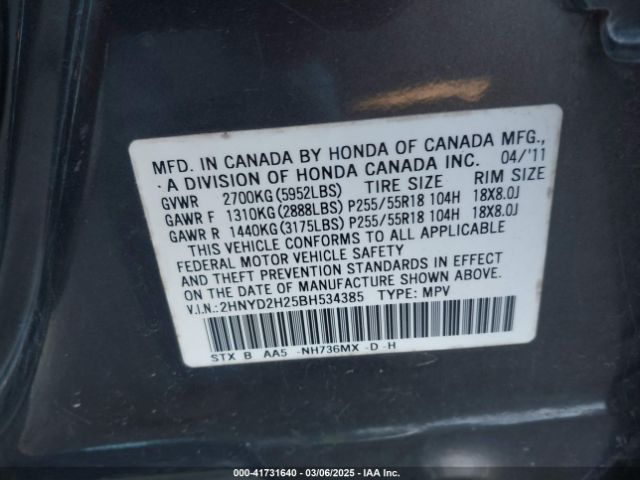 MFD. IN CANADA BY HONDA OF CANADA MFG.,
A DIVISION OF HONDA CANADA INC. 04/'11
GVWR 2700KG(5952LBS) TIRE SIZE RIM SIZE
GAWR F 1310KG(2888LBS) P255/55R18 104H 18X8.0J
GAWR R 1440KG(3175LBS) P255/55R18 104H 18X8.0J
THIS VEHICLE CONFORMS TO ALL APPLICABLE
FEDERAL MOTOR VEHICLE SAFETY
AND THEFT PREVENTION STANDARDS IN EFFECT
ON THE DATE OF MANUFACTURE SHOWN ABOVE.
V.I.N.:2HNYD2H25BH534385 TYPE: MPV
STX B AA5 -NH736MX -D -H
000-41731640 - 03/06/2025 - IAA Inc.